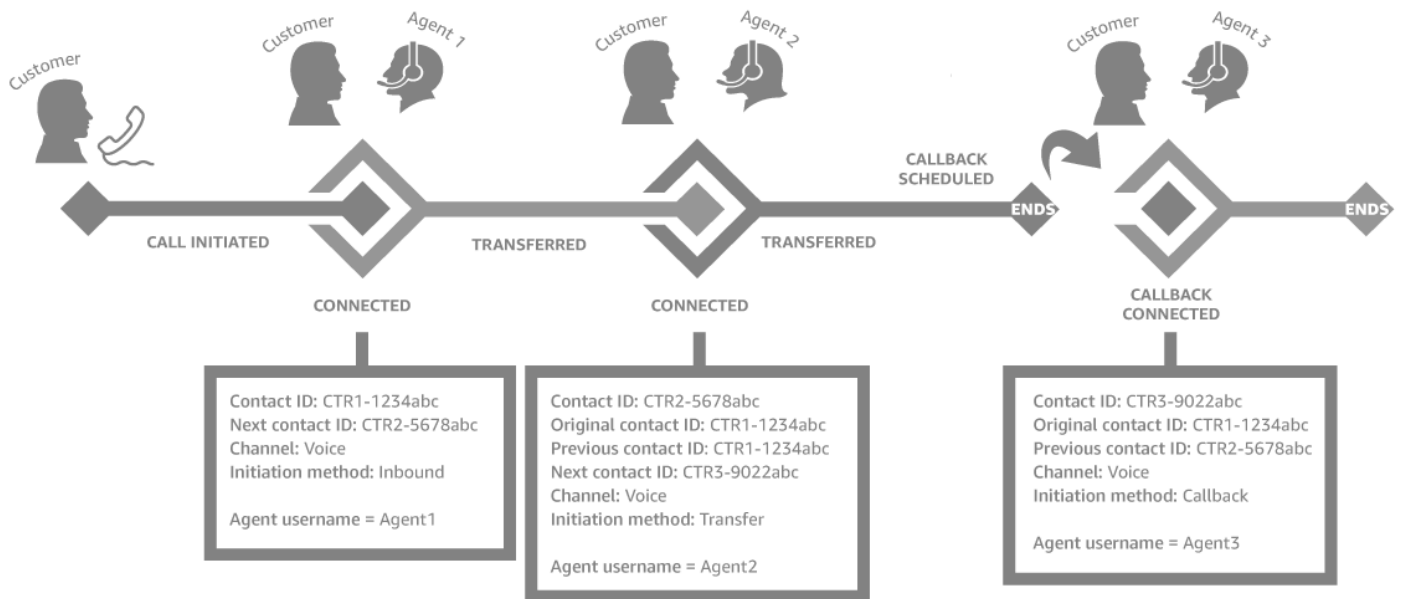 Customer
Customer
Agent 1
Customer
Agent 2
Customer
Agent 3
CALL INITIATED
TRANSFERRED
TRANSFERRED
CALLBACK
SCHEDULED
ENDS
ENDS
CONNECTED
CONNECTED
CALLBACK
CONNECTED
Contact ID: CTR1-1234abc
Next contact ID: CTR2-5678abc
Channel: Voice
Initiation method: Inbound
Agent username = Agent1
Contact ID: CTR2-5678abc
Original contact ID: CTR1-1234abc
Previous contact ID: CTR1-1234abc
Next contact ID: CTR3-9022abc
Channel: Voice
Initiation method: Transfer
Agent username = Agent2
Contact ID: CTR3-9022abc
Original contact ID: CTR1-1234abc
Previous contact ID: CTR2-5678abc
Channel: Voice
Initiation method: Callback
Agent username = Agent3